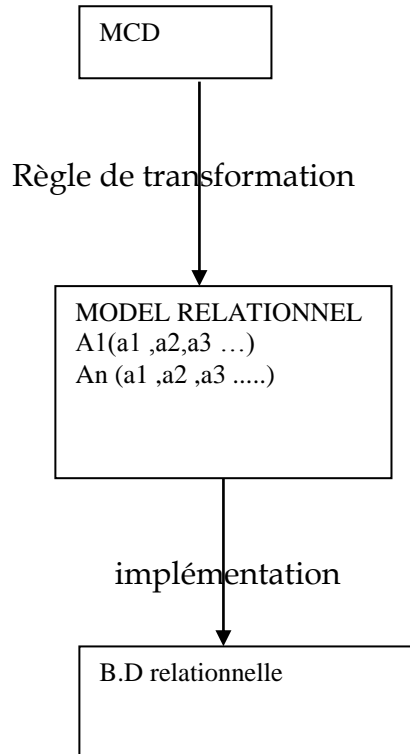 MCD
Règle de transformation
MODEL RELATIONNEL
A1(a1 ,a2,a3 …)
An (a1 ,a2 ,a3 .....)
implémentation
B.D relationnelle